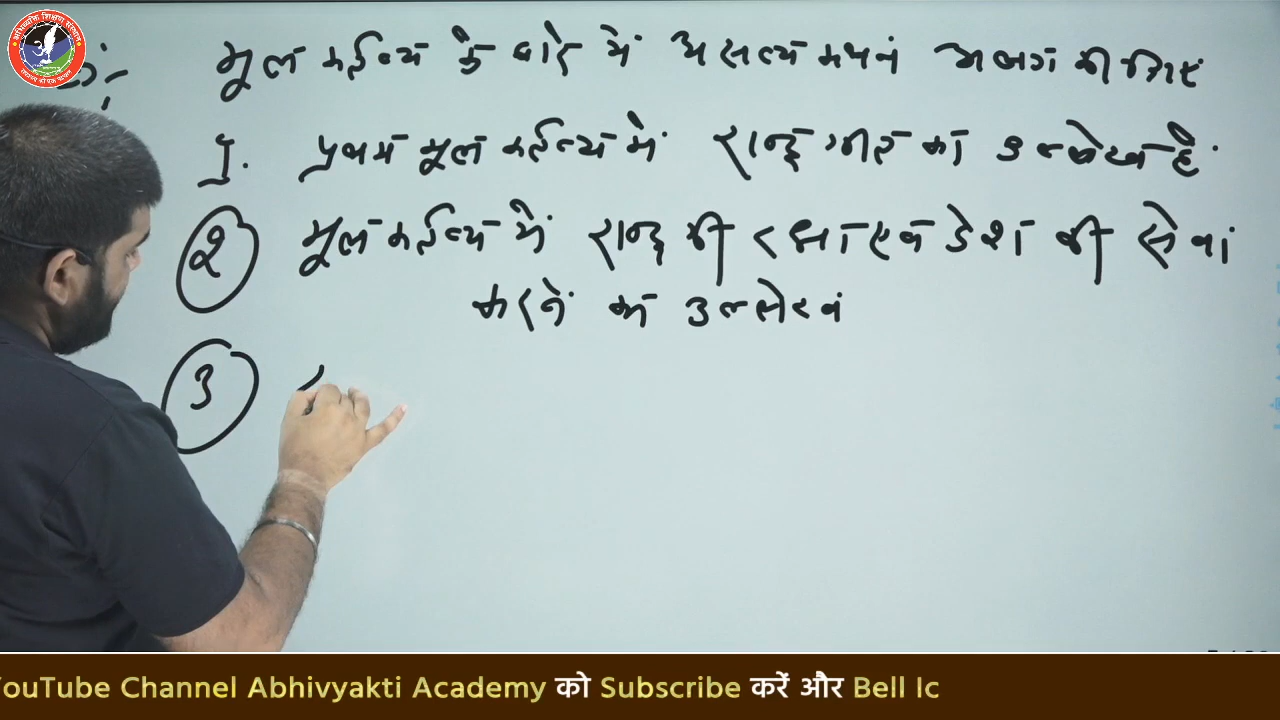 मूल कर्तव्य के बारे में असत्य कथन अलग कीजिए
1. प्रथम मूल कर्तव्य में राष्ट्रगान का उल्लेख है.
2 मूल कर्तव्य में राष्ट्र की रक्षा एवं देश की सेवा
करने का उल्लेख
3
YouTube Channel Abhivyakti Academy को Subscribe करें और Bell Ic